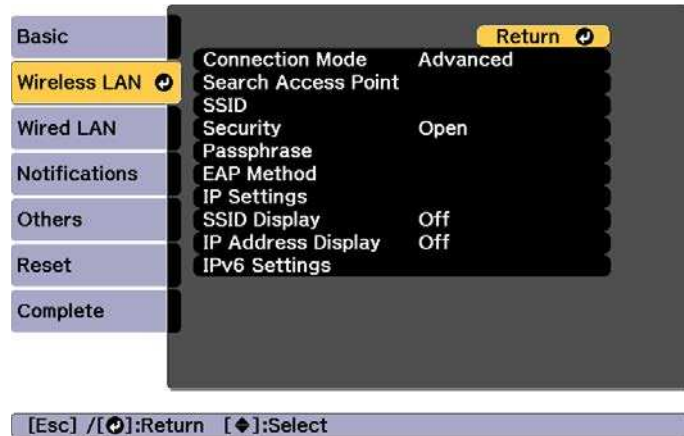 Basic
Wireless LAN
Wired LAN
Notifications
Others
Reset
Complete
Return
Connection Mode Advanced
Search Access Point
SSID
Security Open
Passphrase
EAP Method
IP Settings
SSID Display Off
IP Address Display Off
IPv6 Settings
[Esc] /[ ]:Return [ ]:Select